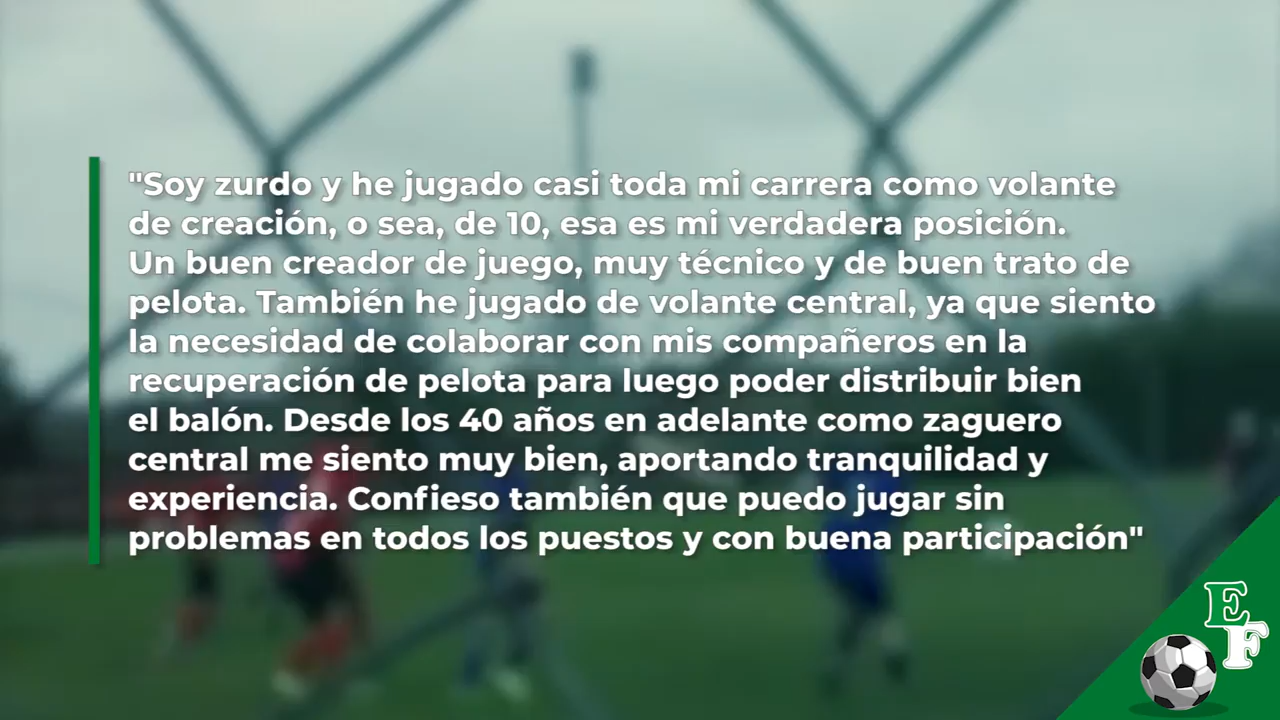 "Soy zurdo y he jugado casi toda mi carrera como volante
de creación, o sea, de 10, esa es mi verdadera posición.
Un buen creador de juego, muy técnico y de buen trato de
pelota. También he jugado de volante central, ya que siento
la necesidad de colaborar con mis compañeros en la
recuperación de pelota para luego poder distribuir bien
el balón. Desde los 40 años en adelante como zaguero
central me siento muy bien, aportando tranquilidad y
experiencia. Confieso también que puedo jugar sin
problemas en todos los puestos y con buena participación"
EF